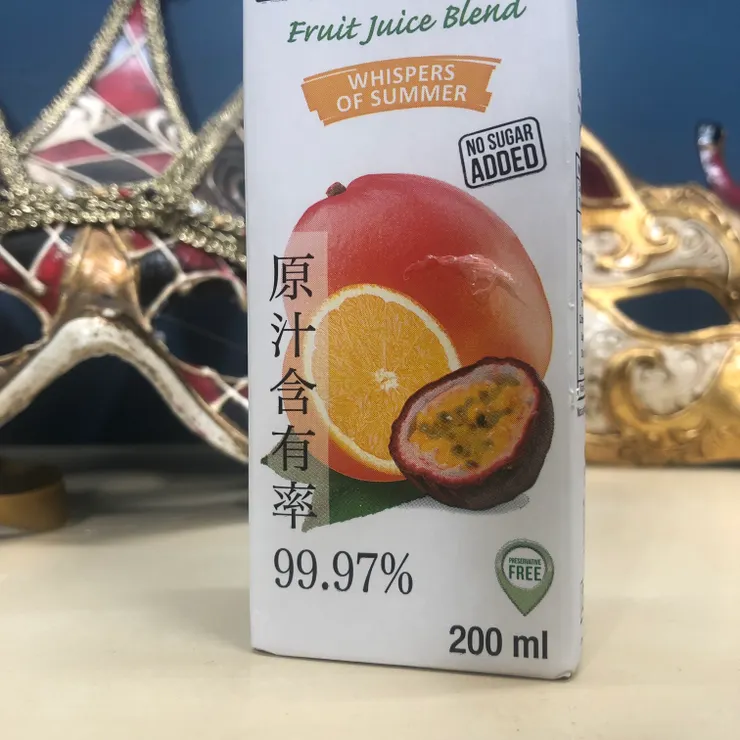 Fruit Juice Blend
WHISPERS
OF SUMMER
NO SUGAR
ADDED
原汁含有率
99.97%
PRESERVATIVE
FREE
200 ml